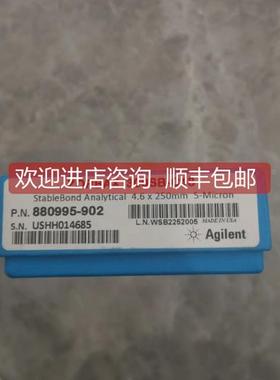 欢迎进店咨询 顺丰包邮
StableBond Analytical 4.6 x 250mm 5-Micron
P.N. 880995-902
S.N. USHH014685
L.N. WSB2252005 MADE IN USA
Agilent